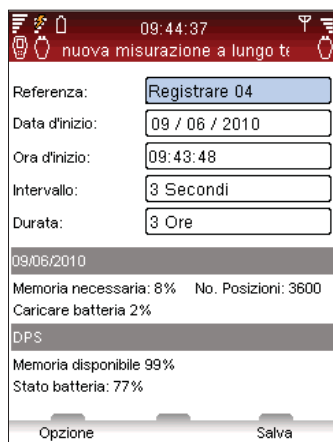 09:44:37
nuova misurazione a lungo te
Referenza: Registrare 04
Data d'inizio: 09 / 06 / 2010
Ora d'inizio: 09:43:48
Intervallo: 3 Secondi
Durata: 3 Ore
09/06/2010
Memoria necessaria: 8% No. Posizioni: 3600
Caricare batteria 2%
DPS
Memoria disponibile 99%
Stato batteria: 77%
Opzione Salva